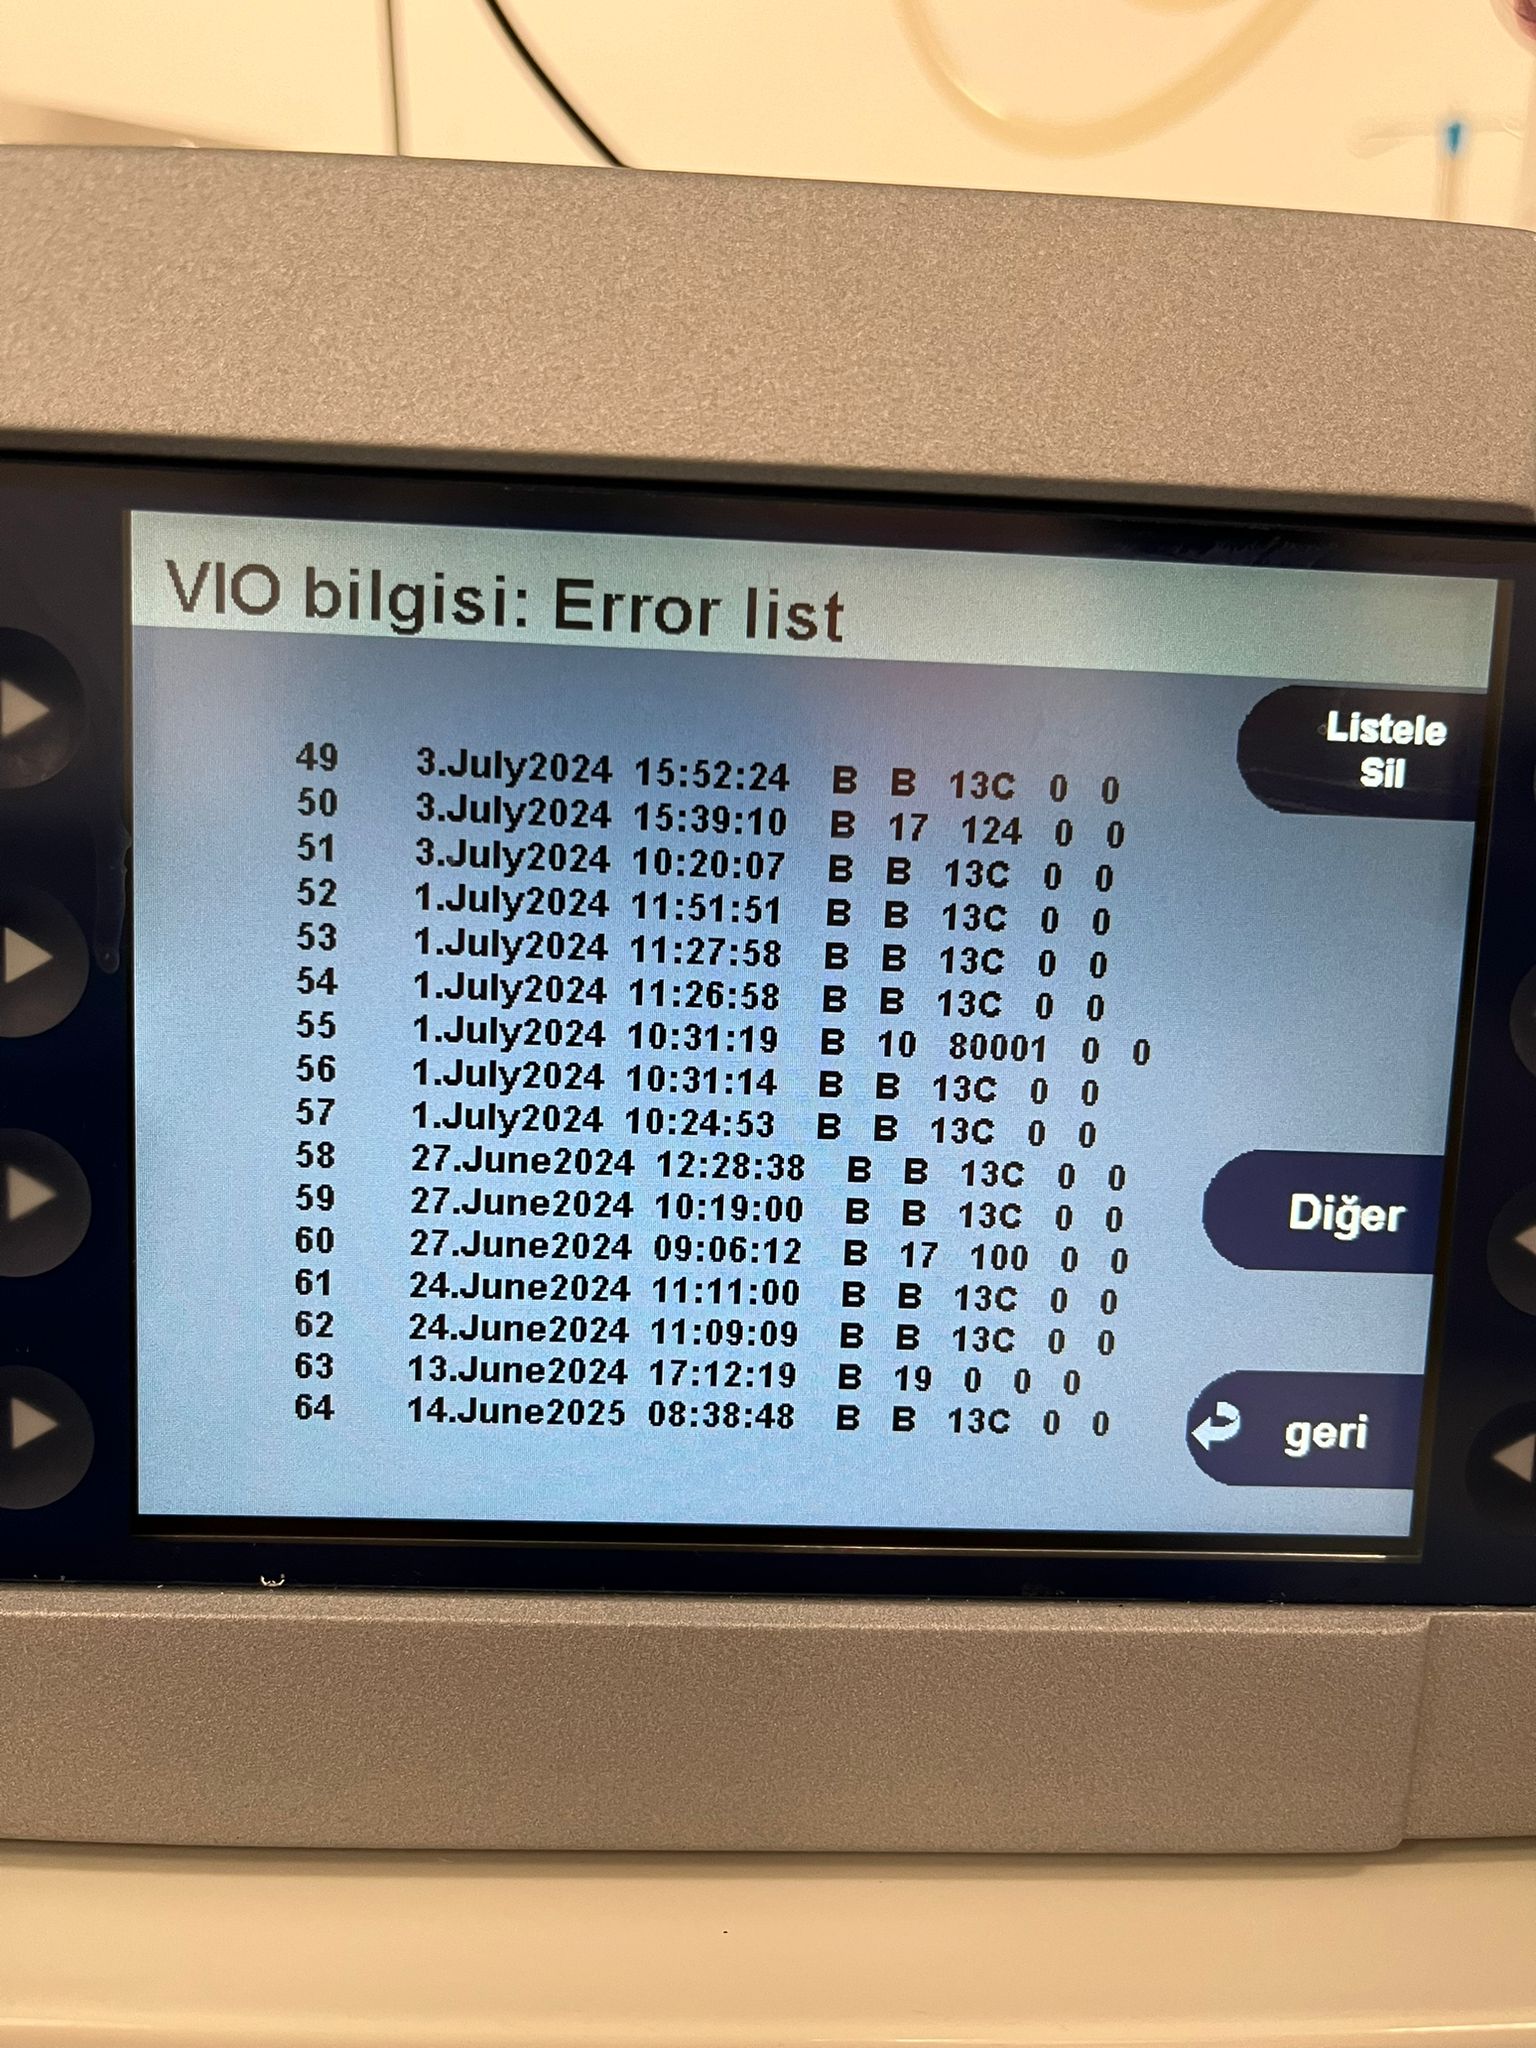 VIO bilgisi: Error list
Listele
Sil
49 3.July2024 15:52:24 B B 13C 0 0
50 3.July2024 15:39:10 B 17 124 0 0
51 3.July2024 10:20:07 B B 13C 0 0
52 1.July2024 11:51:51 B B 13C 0 0
53 1.July2024 11:27:58 B B 13C 0 0
54 1.July2024 11:26:58 B B 13C 0 0
55 1.July2024 10:31:19 B 10 80001 0 0
56 1.July2024 10:31:14 B B 13C 0 0
57 1.July2024 10:24:53 B B 13C 0 0
58 27.June2024 12:28:38 B B 13C 0 0
59 27.June2024 10:19:00 B B 13C 0 0
60 27.June2024 09:06:12 B 17 100 0 0
61 24.June2024 11:11:00 B B 13C 0 0
62 24.June2024 11:09:09 B B 13C 0 0
63 13.June2024 17:12:19 B 19 0 0 0
64 14.June2025 08:38:48 B B 13C 0 0
Diğer
geri